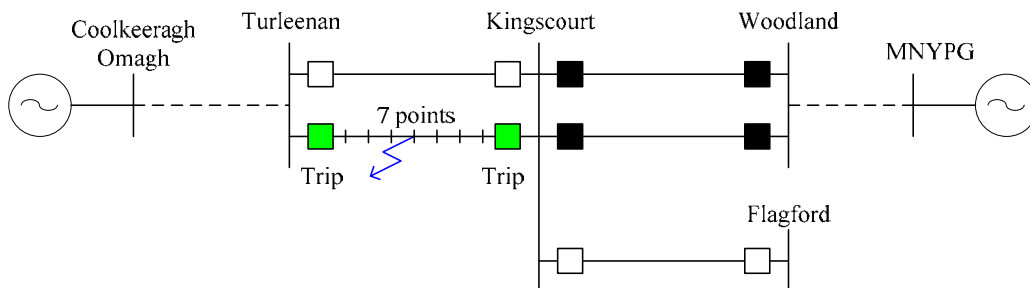 Coolkeeragh
Omagh
Turleenan
Kingscourt
Woodland
MNYPG
7 points
Trip
Trip
Flagford